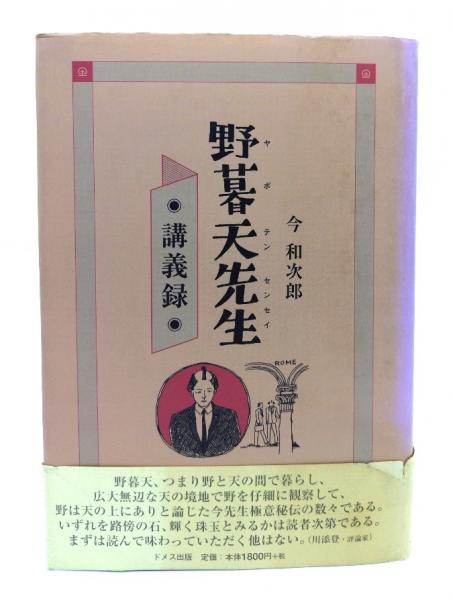 野暮天先生
ヤボテンセンセイ
講義録
今 和次郎
ROME
野暮天、つまり野と天の間で暮らし、
広大無辺な天の境地で野を仔細に観察して、
野は天の上にありと論じた今先生極意秘伝の数々である。
いずれを路傍の石、輝く珠玉とみるかは読者次第である。
まずは読んで味わっていただく他はない。(川添登・評論家)
ドメス出版 定価:本体1800円+税